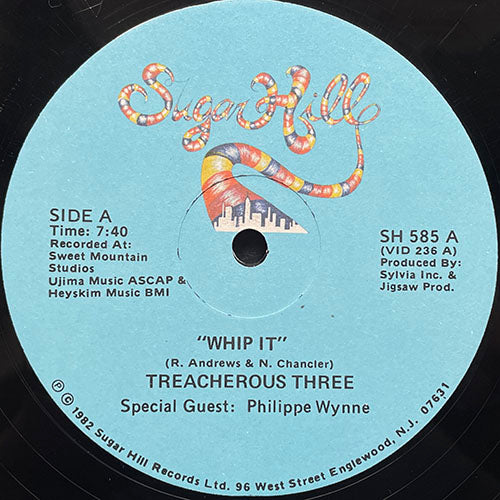 Sugar Hill
SIDE A
Time: 7:40
Recorded At:
Sweet Mountain
Studios
Ujima Music ASCAP &
Heyskim Music BMI
SH 585 A
(VID 236 A)
Produced By:
Sylvia Inc. &
Jigsaw Prod.
"WHIP IT"
(R. Andrews & N. Chancler)
TREACHEROUS THREE
Special Guest: Philippe Wynne
Ⓟ © 1982 Sugar Hill Records Ltd. 96 West Street Englewood, N.J. 07631